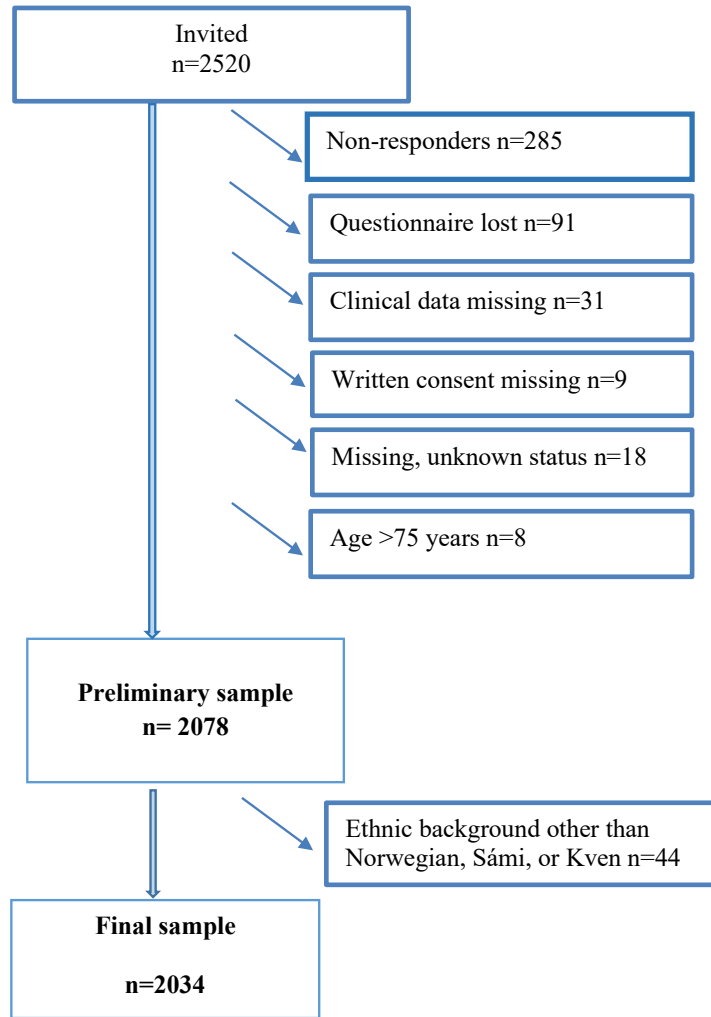 Invited
n=2520
Non-responders n=285
Questionnaire lost n=91
Clinical data missing n=31
Written consent missing n=9
Missing, unknown status n=18
Age >75 years n=8
Preliminary sample
n= 2078
Ethnic background other than
Norwegian, Sámi, or Kven n=44
Final sample
n=2034